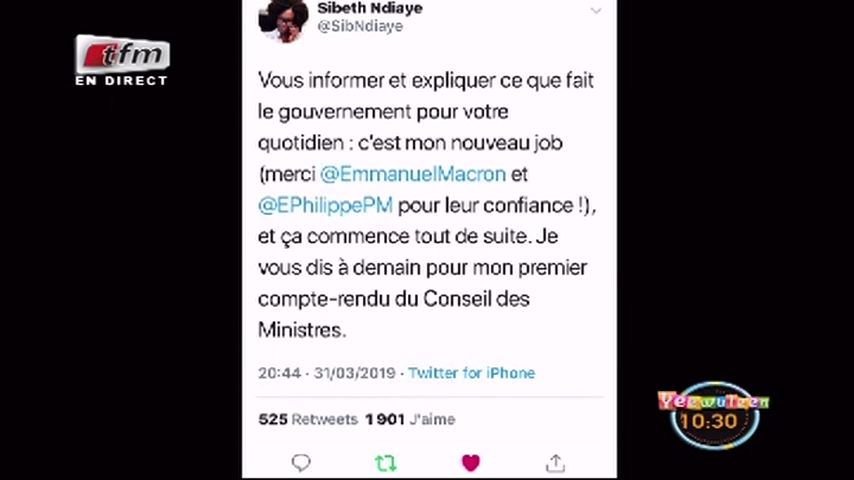 Sibeth Ndiaye
@SibNdiaye
tfm
EN DIRECT
Vous informer et expliquer ce que fait
le gouvernement pour votre
quotidien : c'est mon nouveau job
(merci @EmmanuelMacron et
@EPhilippePM pour leur confiance !),
et ça commence tout de suite. Je
vous dis à demain pour mon premier
compte-rendu du Conseil des
Ministres.
20:44 · 31/03/2019 · Twitter for iPhone
525 Retweets 1 901 J'aime
YeewuLeen
10:30